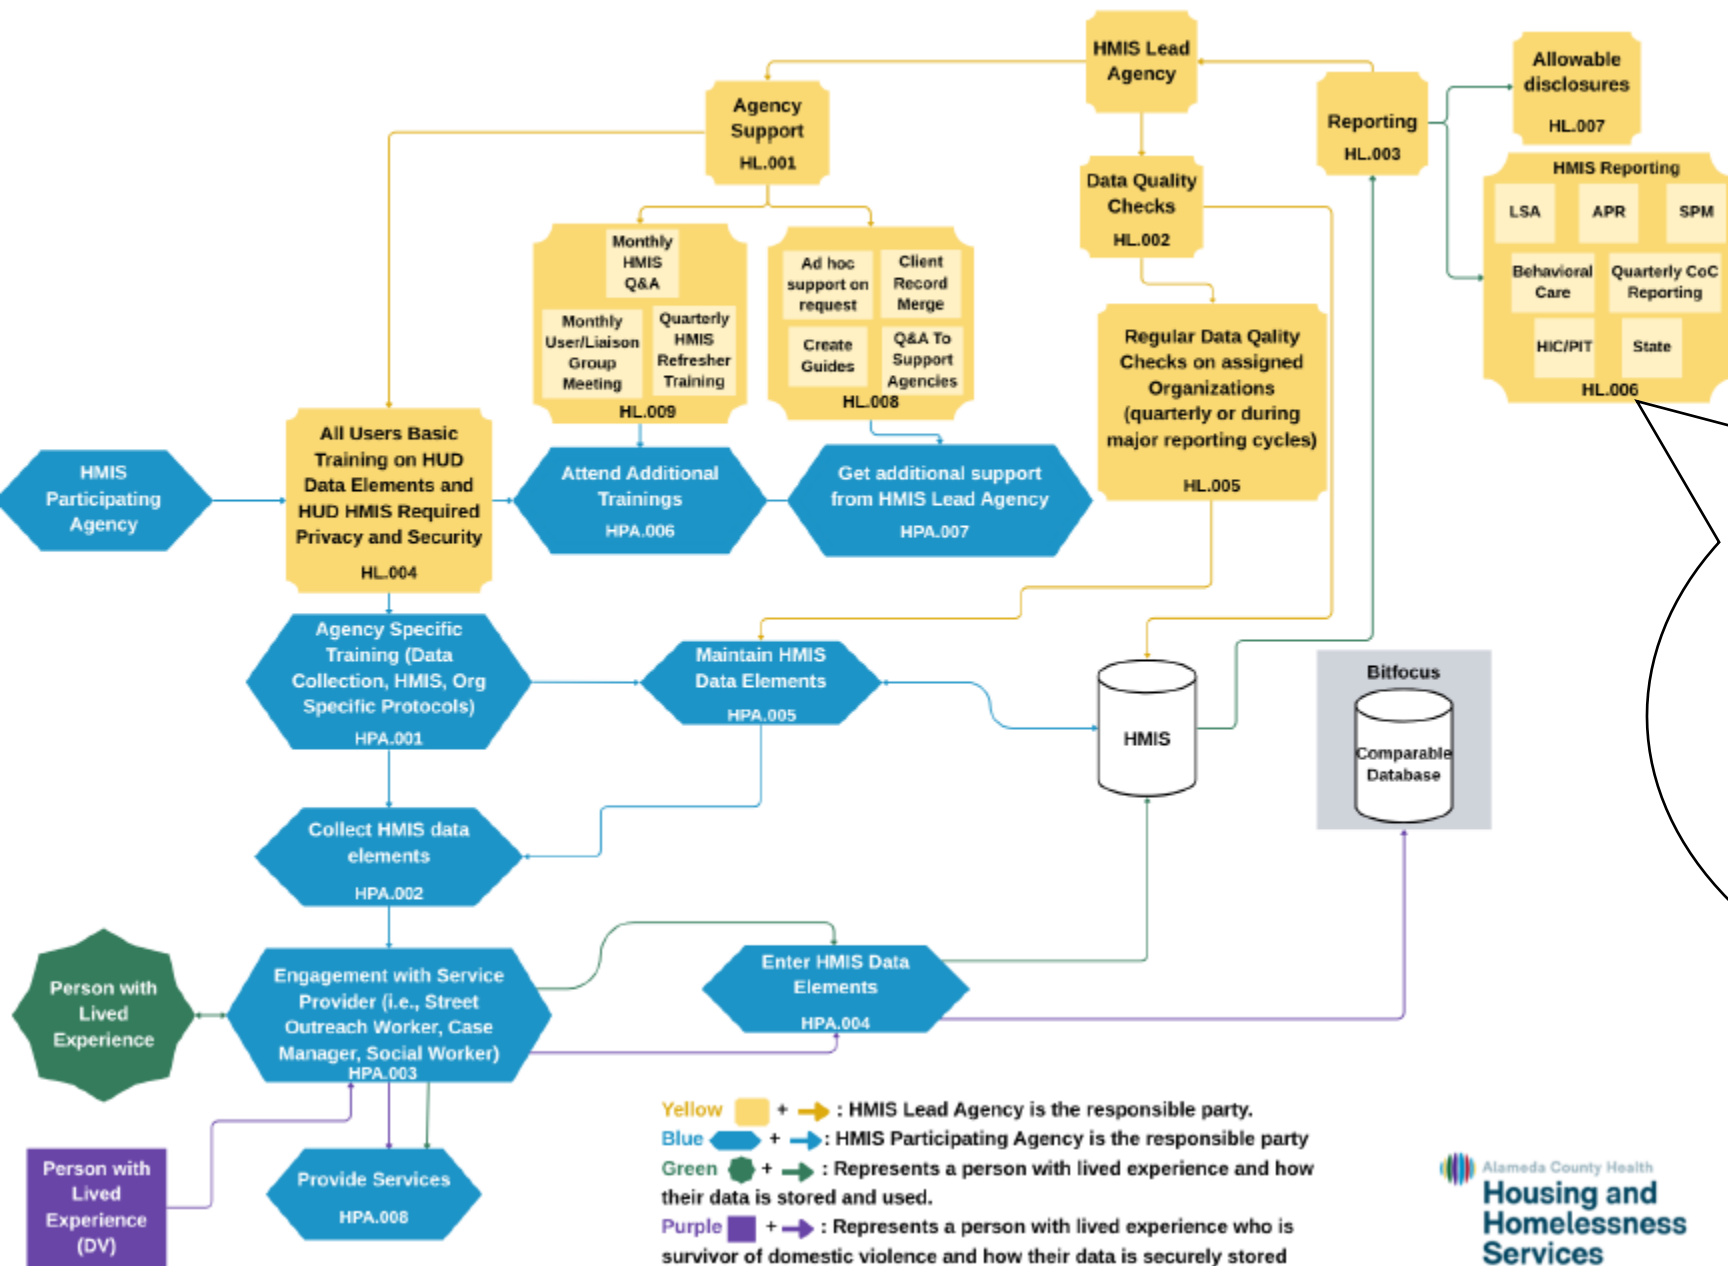 HMIS Lead
Agency
Allowable
disclosures
HL.007
Agency
Support
HL.001
Reporting
HL.003
HMIS Reporting
LSA
APR
SPM
Behavioral
Care
Quarterly CoC
Reporting
HIC/PIT
State
HL.006
Data Quality
Checks
HL.002
Monthly
HMIS
Q&A
Monthly
User/Liaison
Group
Meeting
Quarterly
HMIS
Refresher
Training
HL.009
Ad hoc
support on
request
Client
Record
Merge
Create
Guides
Q&A To
Support
Agencies
HL.008
Regular Data Qality
Checks on assigned
Organizations
(quarterly or during
major reporting cycles)
HL.005
HMIS
Participating
Agency
All Users Basic
Training on HUD
Data Elements and
HUD HMIS Required
Privacy and Security
HL.004
Attend Additional
Trainings
HPA.006
Get additional support
from HMIS Lead Agency
HPA.007
Agency Specific
Training (Data
Collection, HMIS, Org
Specific Protocols)
HPA.001
Maintain HMIS
Data Elements
HPA.005
HMIS
Bitfocus
Comparable
Database
Collect HMIS data
elements
HPA.002
Person with
Lived
Experience
Engagement with Service
Provider (i.e., Street
Outreach Worker, Case
Manager, Social Worker)
HPA.003
Enter HMIS Data
Elements
HPA.004
Person with
Lived
Experience
(DV)
Provide Services
HPA.008
Yellow + : HMIS Lead Agency is the responsible party.
Blue + : HMIS Participating Agency is the responsible party
Green + : Represents a person with lived experience and how
their data is stored and used.
Purple + : Represents a person with lived experience who is
survivor of domestic violence and how their data is securely stored
Alameda County Health
Housing and
Homelessness
Services